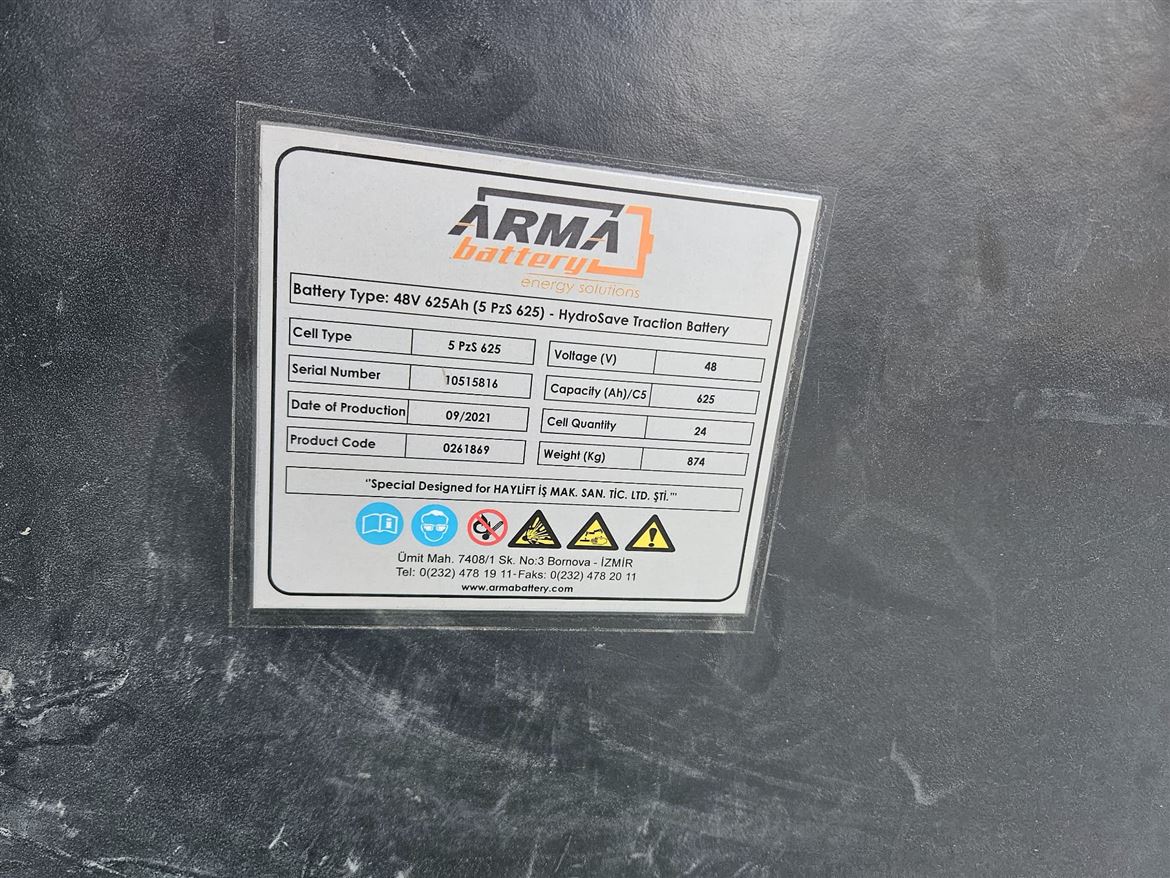 ARMA
battery
energy solutions
Battery Type: 48V 625Ah (5 PzS 625) - HydroSave Traction Battery
Cell Type 5 PzS 625
Voltage (V) 48
Serial Number 10515816
Capacity (Ah)/C5 625
Date of Production 09/2021
Cell Quantity 24
Product Code 0261869
Weight (Kg) 874
‘'Special Designed for HAYLİFT İŞ MAK. SAN. TİC. LTD. ŞTİ.'’'
Ümit Mah. 7408/1 Sk. No:3 Bornova - İZMİR
Tel: 0(232) 478 19 11-Faks: 0(232) 478 20 11
www.armabattery.com